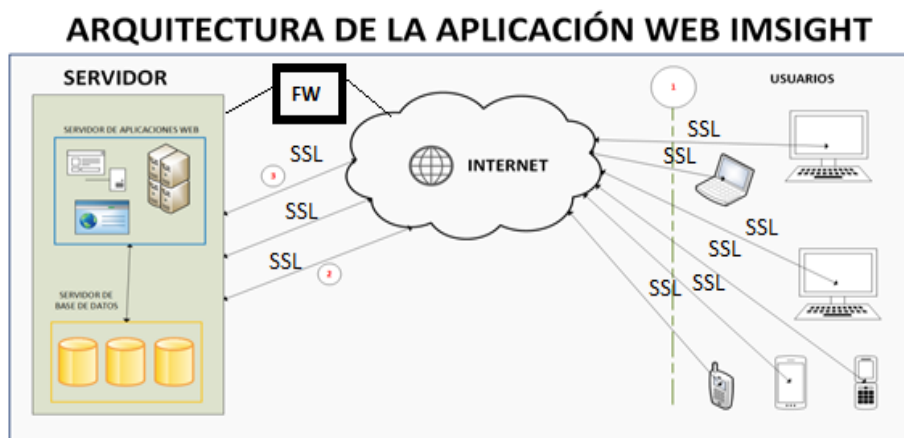 ARQUITECTURA DE LA APLICACIÓN WEB IMSIGHT
SERVIDOR
FW
1
USUARIOS
SERVIDOR DE APLICACIONES WEB
SSL
SSL
SSL
3
INTERNET
SSL
SSL
SSL
SSL
2
SSL
SSL
SERVIDOR DE
BASE DE DATOS